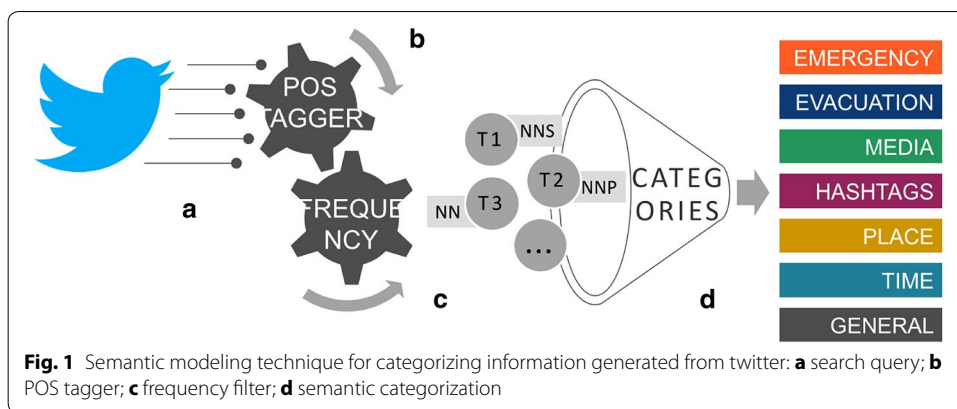 b
POS
TAGGER
a
FREQUE
NCY
c
T1 NNS
T2 NNP
NN T3
...
CATEG
ORIES
d
EMERGENCY
EVACUATION
MEDIA
HASHTAGS
PLACE
TIME
GENERAL
Fig. 1 Semantic modeling technique for categorizing information generated from twitter: a search query; b
POS tagger; c frequency filter; d semantic categorization